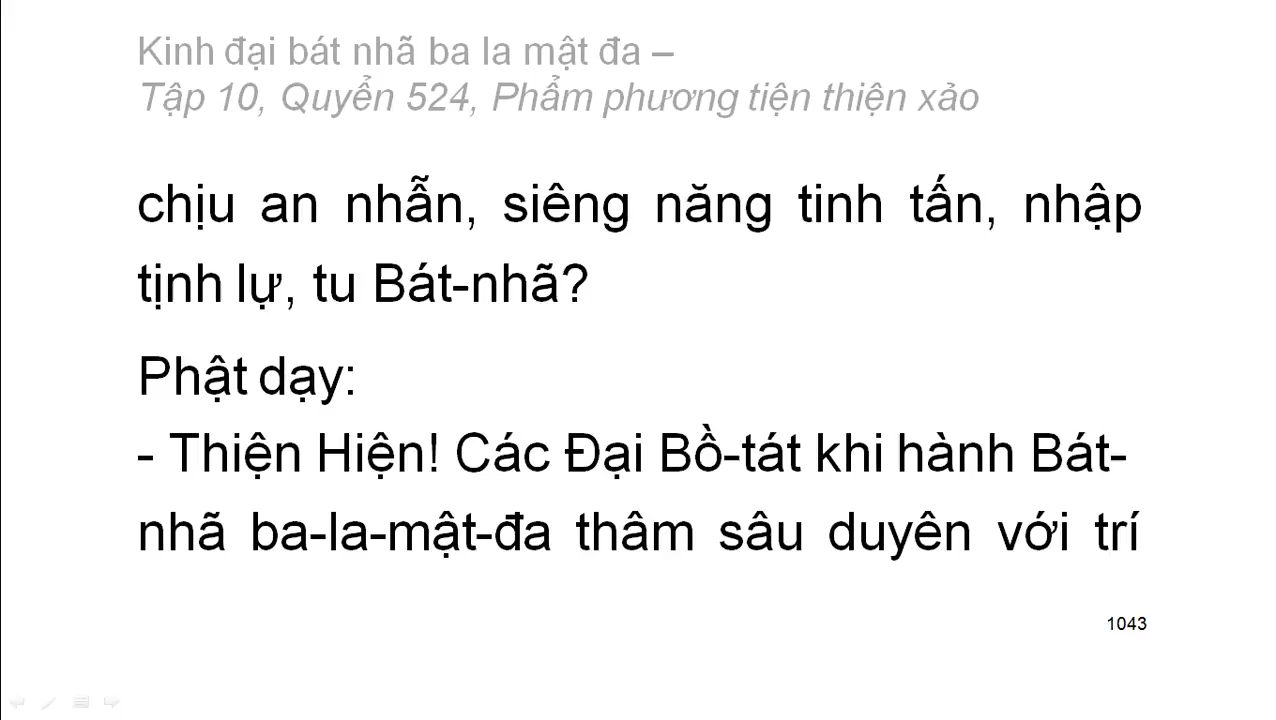 Kinh đại bát nhã ba la mật đa –
Tập 10, Quyển 524, Phẩm phương tiện thiện xảo
chịu an nhẫn, siêng năng tinh tấn, nhập
tịnh lự, tu Bát-nhã?
Phật dạy:
- Thiện Hiện! Các Đại Bồ-tát khi hành Bát-
nhã ba-la-mật-đa thâm sâu duyên với trí
1043